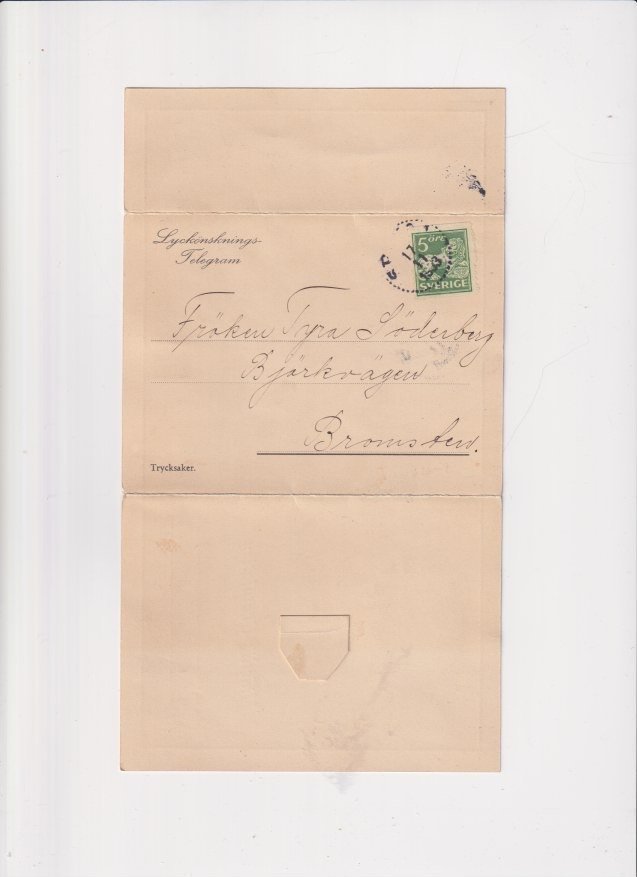 Lyckönsknings-
Telegram
5 ÖRE
SVERIGE
Fröken Tyra Söderberg
Björkvägen
Bromsten.
Trycksaker.